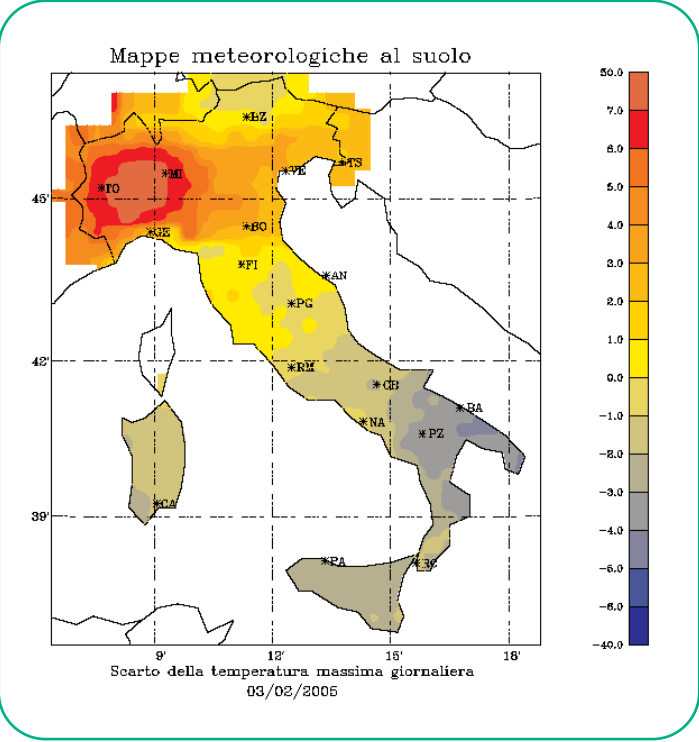 Mappe meteorologiche al suolo
50.0
7.0
6.0
5.0
4.0
3.0
2.0
1.0
0.0
-1.0
-2.0
-3.0
-4.0
-6.0
-8.0
-40.0
BZ
TS
MI
VE
TO
45'
BO
GE
FI
AN
PG
42'
RM
CB
BA
NA
PZ
CA
39'
PA
RC
9'
12'
15'
18'
Scarto della temperatura massima giornaliera
03/02/2005